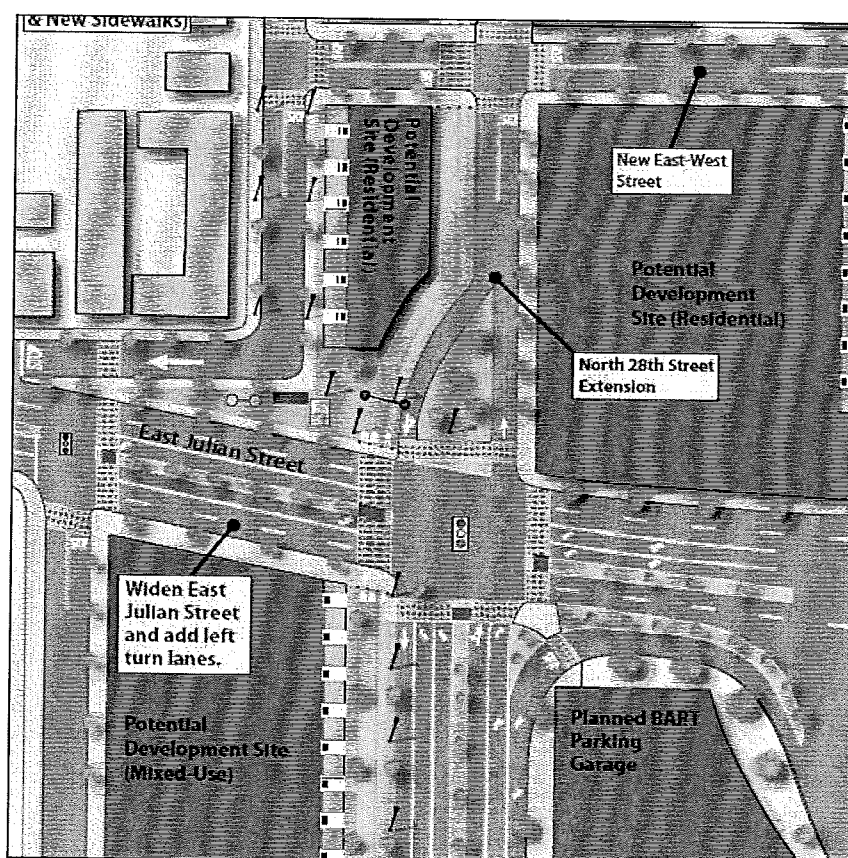 & New Sidewalks)
Potential
Development
Site (Residential)
New East-West
Street
Potential
Development
Site (Residential)
North 28th Street
Extension
East Julian Street
Widen East
Julian Street
and add left
turn lanes.
Potential
Development Site
(Mixed-Use)
Planned BART
Parking
Garage